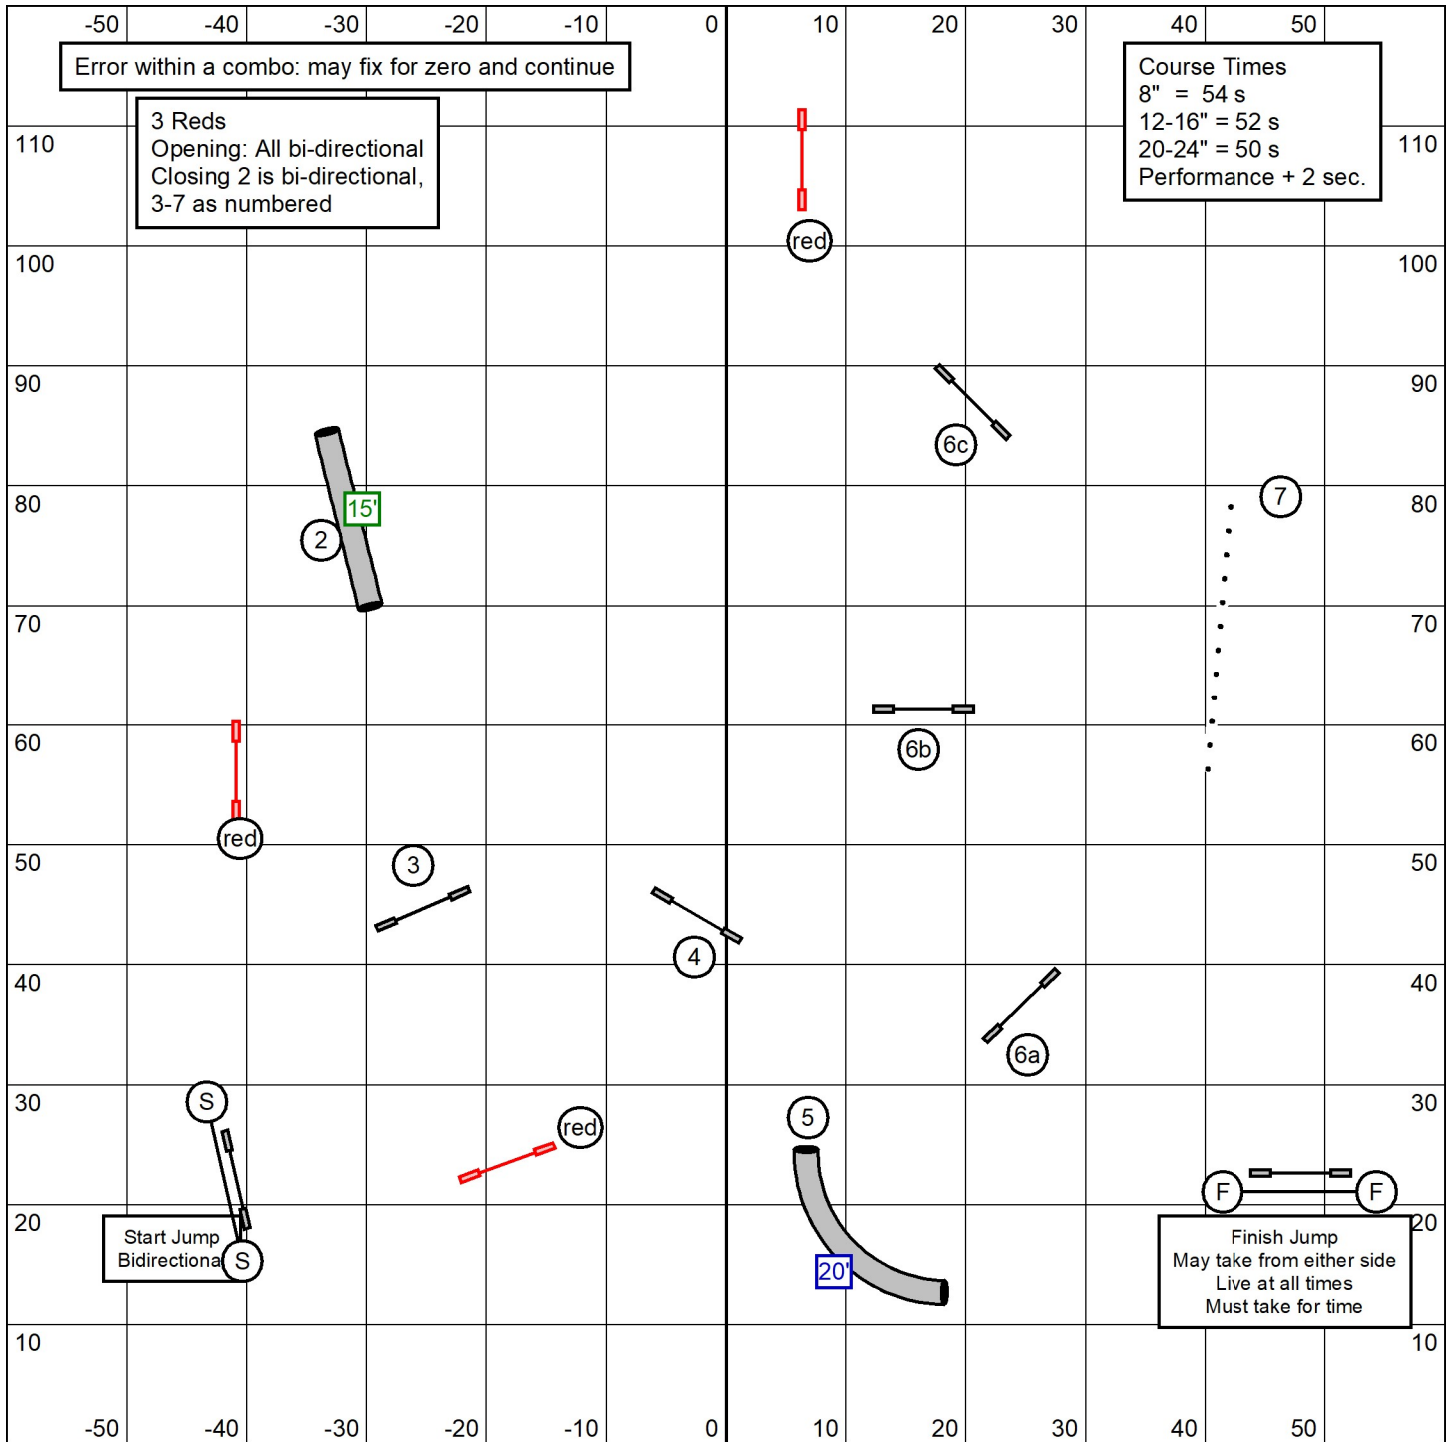 -50 -40 -30 -20 -10 0 10 20 30 40 50
Error within a combo: may fix for zero and continue
Course Times
8" = 54 s
12-16" = 52 s
20-24" = 50 s
Performance + 2 sec.
3 Reds
Opening: All bi-directional
Closing 2 is bi-directional,
3-7 as numbered
110 110
red
100 100
90 90
6c
80 7 80
15'
2
70 70
60 60
6b
red
50 50
3
4
40 40
6a
30 30
S
red
5
F F
20 20
Start Jump
Bidirectiona
S
20'
Finish Jump
May take from either side
Live at all times
Must take for time
10 10
-50 -40 -30 -20 -10 0 10 20 30 40 50